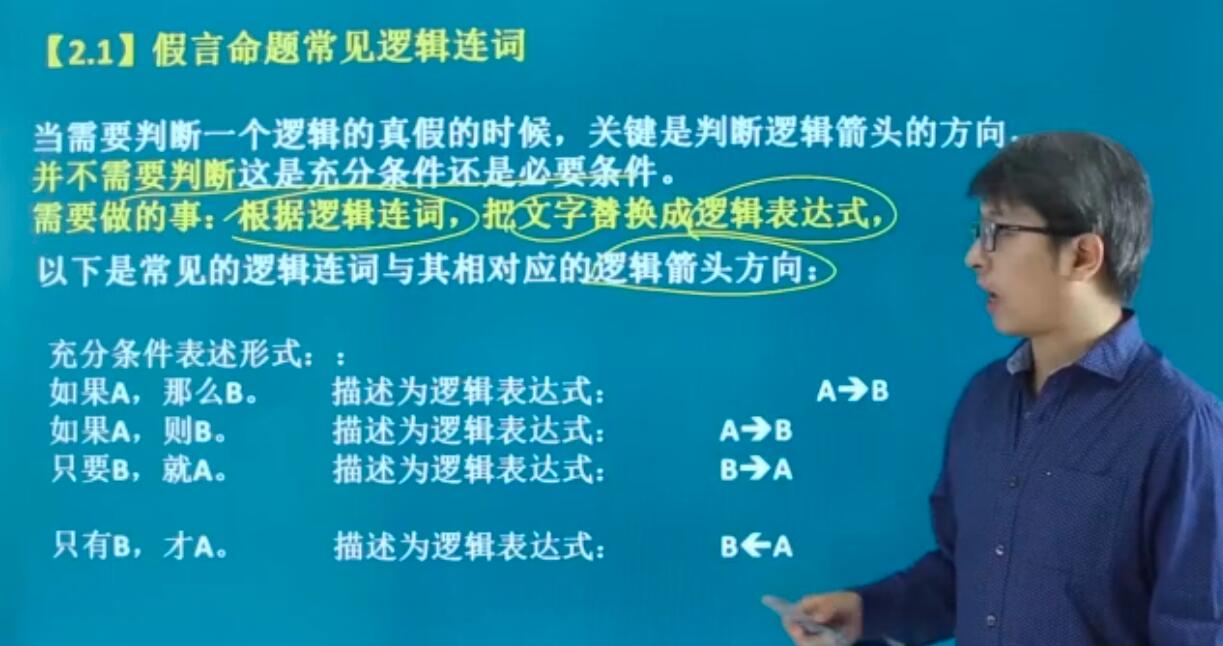 【2.1】假言命题常见逻辑连词
当需要判断一个逻辑的真假的时候，关键是判断逻辑箭头的方向，
并不需要判断这是充分条件还是必要条件。
需要做的事：根据逻辑连词，把文字替换成逻辑表达式，
以下是常见的逻辑连词与其相对应的逻辑箭头方向：
充分条件表述形式：：
如果A，那么B。 描述为逻辑表达式： A→B
如果A，则B。 描述为逻辑表达式： A→B
只要B，就A。 描述为逻辑表达式： B→A
只有B，才A。 描述为逻辑表达式： B←A